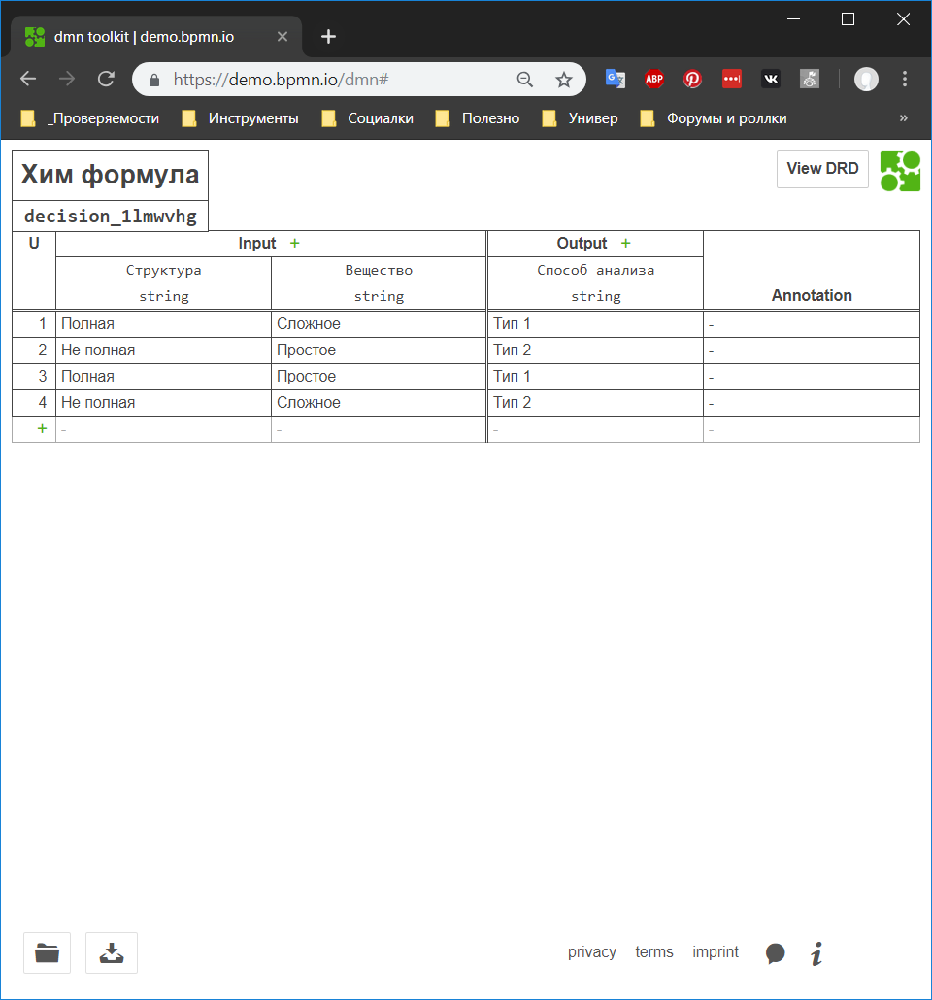 dmn toolkit | demo.bpmn.io
https://demo.bpmn.io/dmn#
ABP
_Проверяемости Инструменты Социалки Полезно Универ Форумы и роллки »
Хим формула
View DRD
decision_1lmwvhg
U Input + Output +
Структура Вещество Способ анализа
string string string Annotation
1 Полная Сложное Тип 1 -
2 Не полная Простое Тип 2 -
3 Полная Простое Тип 1 -
4 Не полная Сложное Тип 2 -
+ - - - -
privacy terms imprint